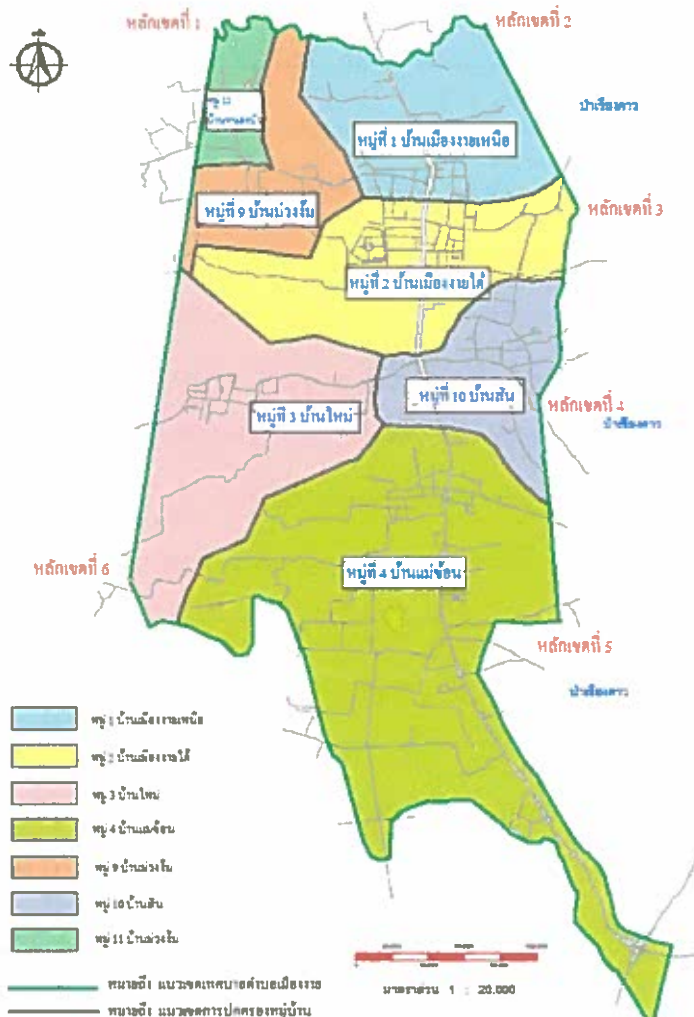 หลักเขตที่ 1
หลักเขตที่ 2
ป่าเชียงดาว
หมู่ที่ 1 บ้านเมืองงายเหนือ
หมู่ที่ 9 บ้านม่วงง้ม
หลักเขตที่ 3
หมู่ที่ 2 บ้านเมืองงายใต้
หมู่ที่ 10 บ้านสัน
หลักเขตที่ 4
หมู่ที่ 3 บ้านใหม่
ป่าเชียงดาว
หลักเขตที่ 6
หมู่ที่ 4 บ้านแม่ข้อน
หลักเขตที่ 5
ป่าเชียงดาว
หมู่ 1 บ้านเมืองงายเหนือ
หมู่ 2 บ้านเมืองงายใต้
หมู่ 3 บ้านใหม่
หมู่ 4 บ้านแม่ข้อน
หมู่ 9 บ้านม่วงง้ม
หมู่ 10 บ้านสัน
หมู่ 11 บ้านม่วงง้ม
มาตราส่วน 1 : 20,000
หมายถึง แนวเขตเทศบาลตำบลเมืองงาย
หมายถึง แนวเขตการปกครองหมู่บ้าน